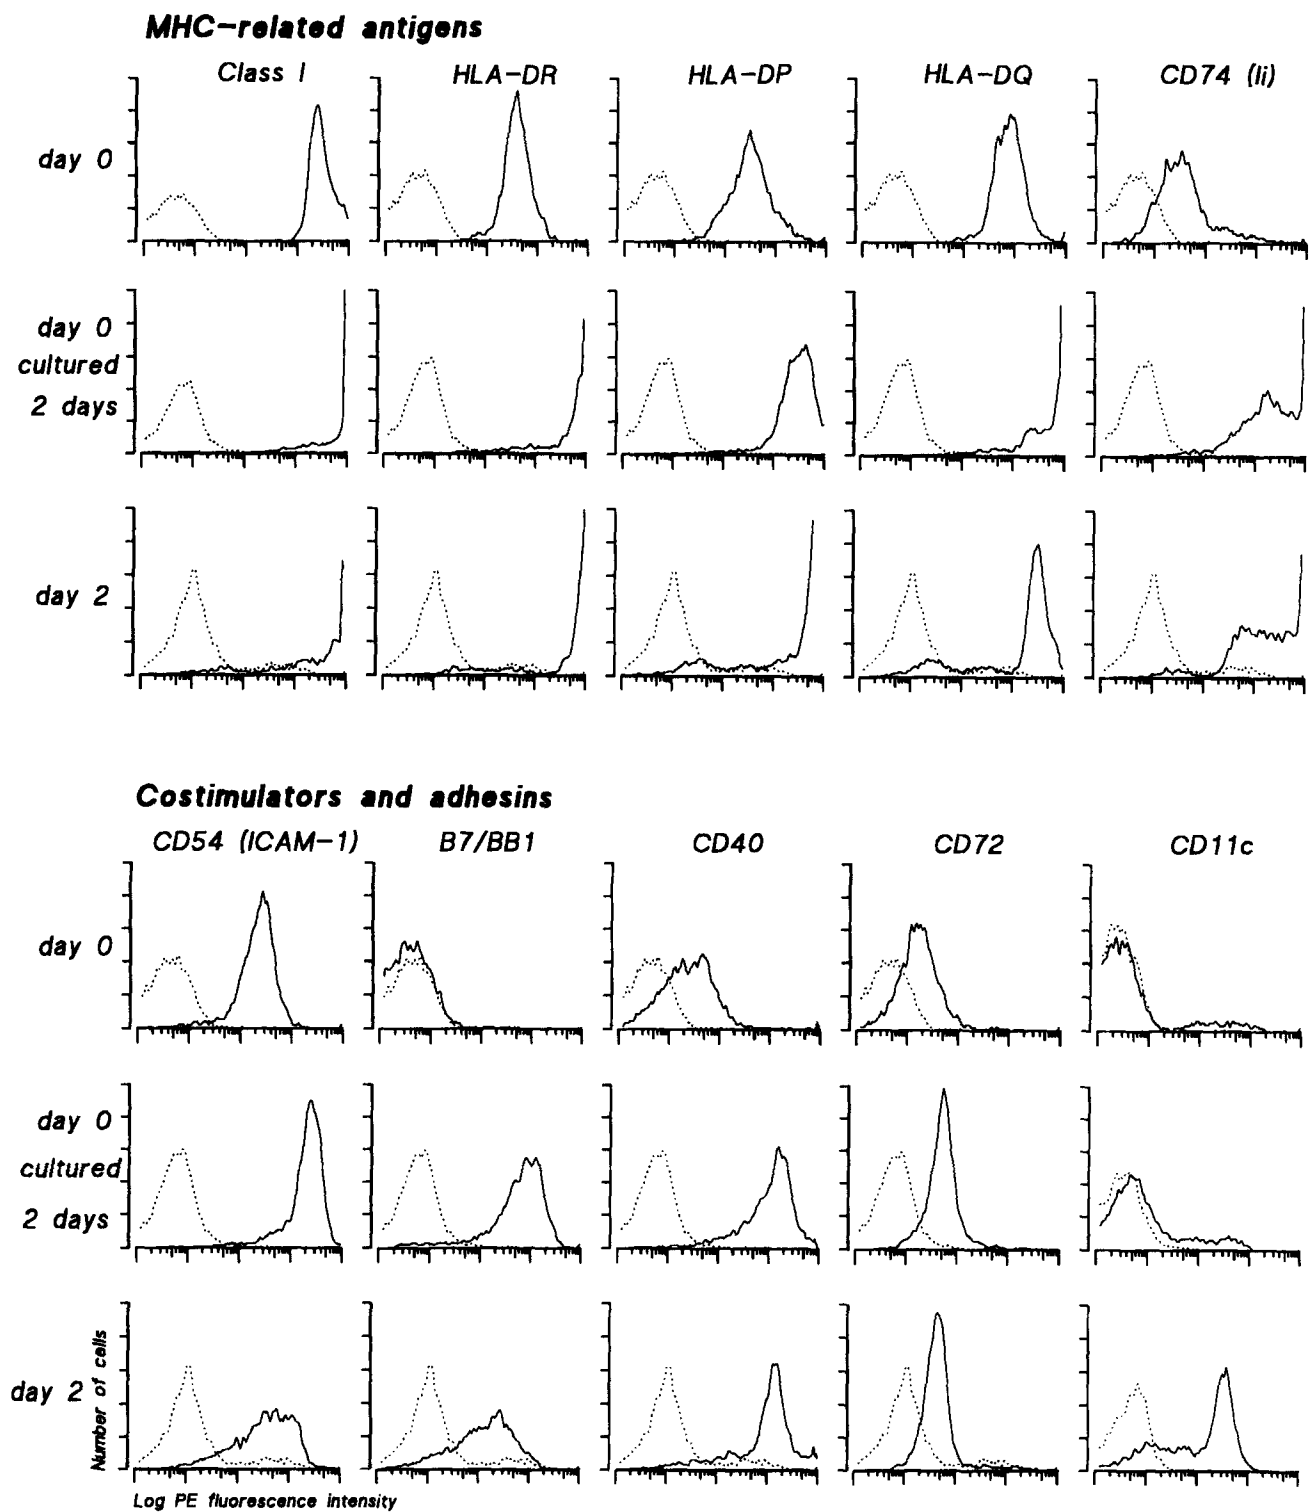 MHC-related antigens
Class I HLA-DR HLA-DP HLA-DQ CD74 (Ii)
day 0
day 0
cultured
2 days
day 2
Costimulators and adhesins
CD54 (ICAM-1) B7/BB1 CD40 CD72 CD11c
day 0
day 0
cultured
2 days
day 2
Number of cells
Log PE fluorescence intensity